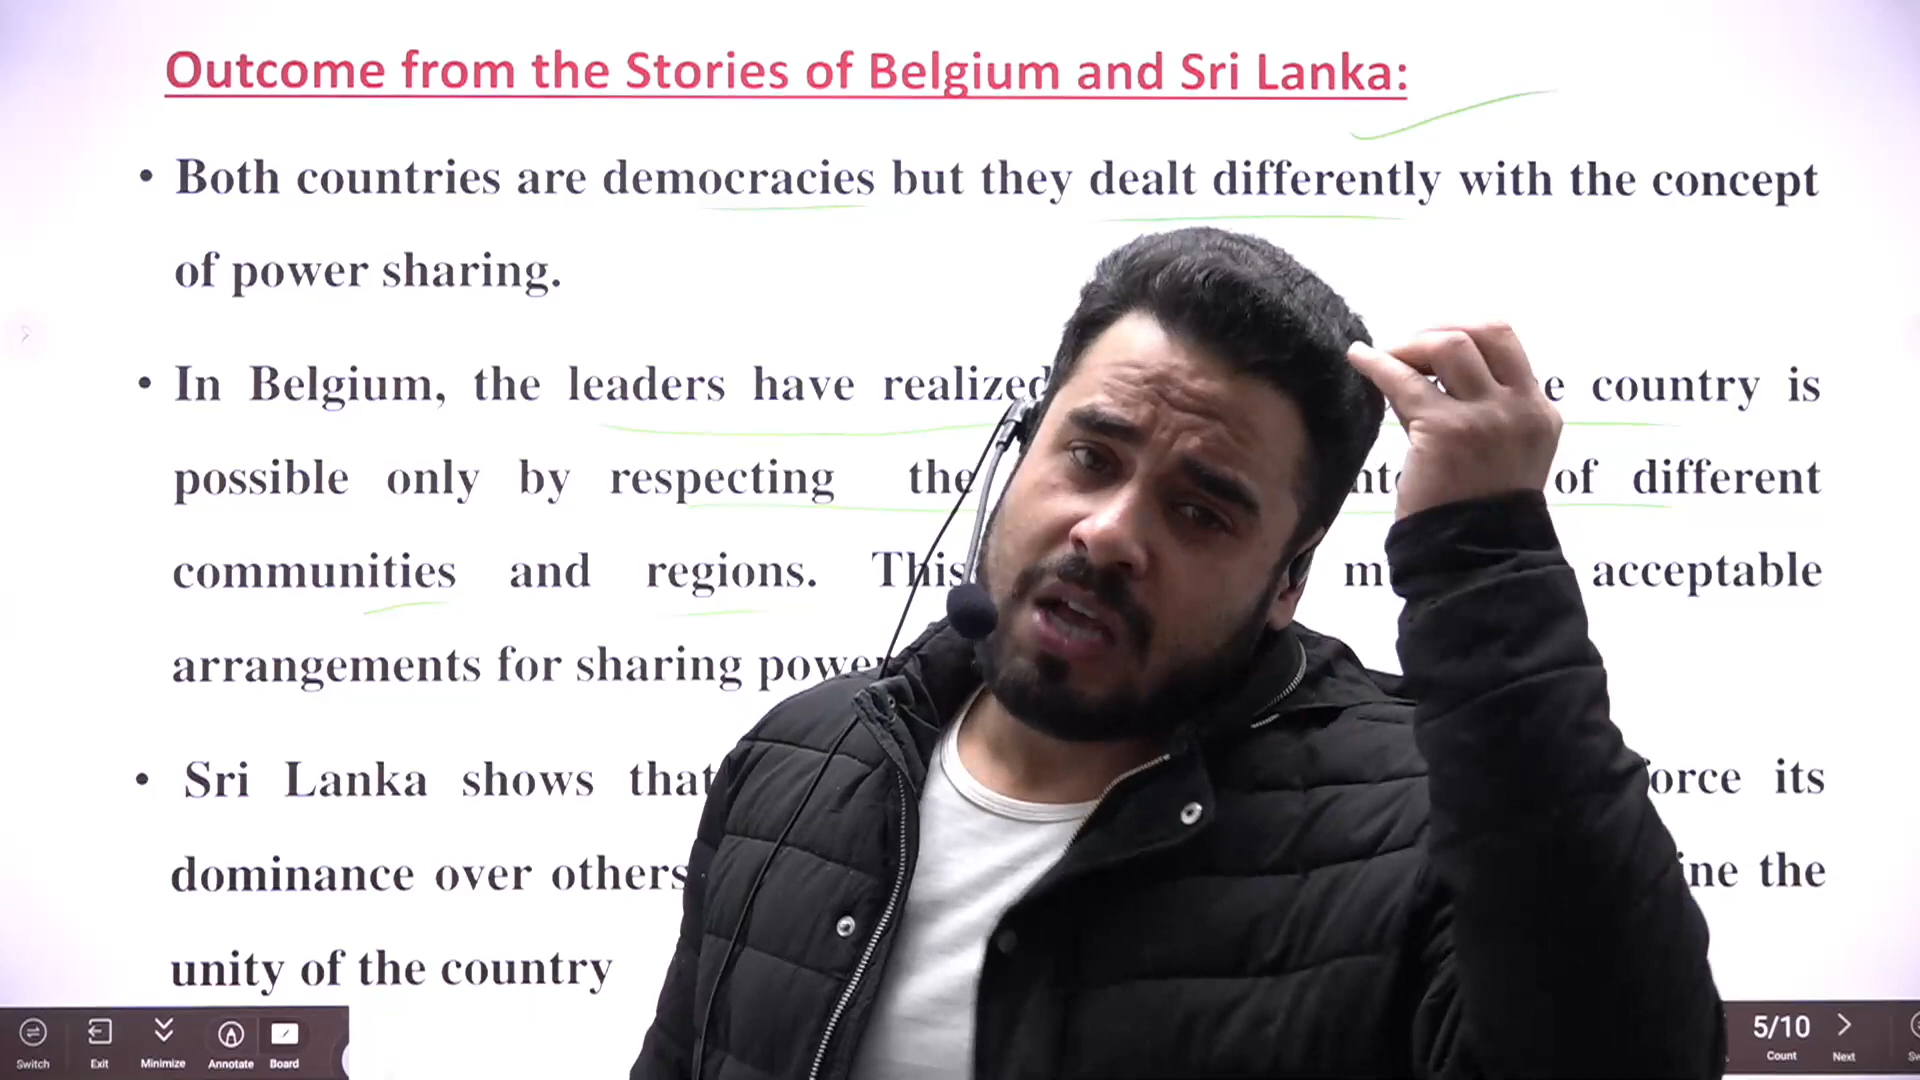 Outcome from the Stories of Belgium and Sri Lanka:
• Both countries are democracies but they dealt differently with the concept
of power sharing.
• In Belgium, the leaders have realized country is
possible only by respecting the of different
communities and regions. This acceptable
arrangements for sharing power
• Sri Lanka shows that its
dominance over others the
unity of the country
Switch Exit Minimize Annotate Board
5/10
Count Next